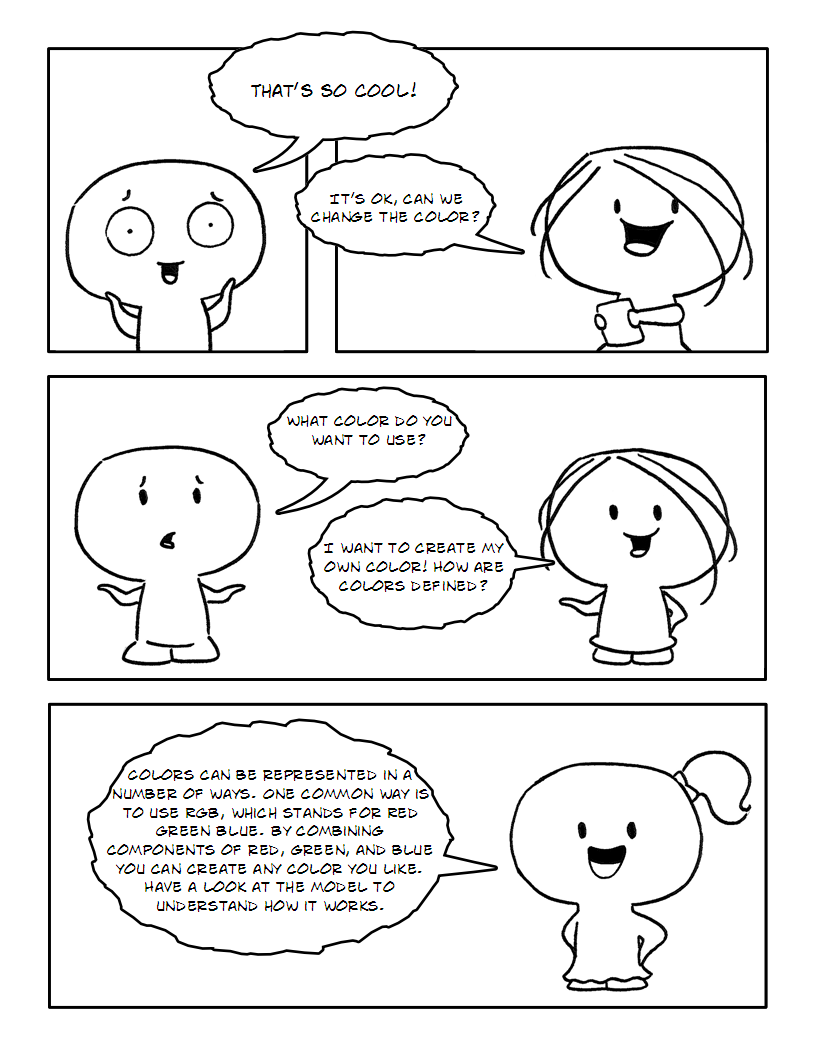 THAT'S SO COOL!
IT'S OK, CAN WE
CHANGE THE COLOR?
WHAT COLOR DO YOU
WANT TO USE?
I WANT TO CREATE MY
OWN COLOR! HOW ARE
COLORS DEFINED?
COLORS CAN BE REPRESENTED IN A
NUMBER OF WAYS. ONE COMMON WAY IS
TO USE RGB, WHICH STANDS FOR RED
GREEN BLUE. BY COMBINING
COMPONENTS OF RED, GREEN, AND BLUE
YOU CAN CREATE ANY COLOR YOU LIKE.
HAVE A LOOK AT THE MODEL TO
UNDERSTAND HOW IT WORKS.